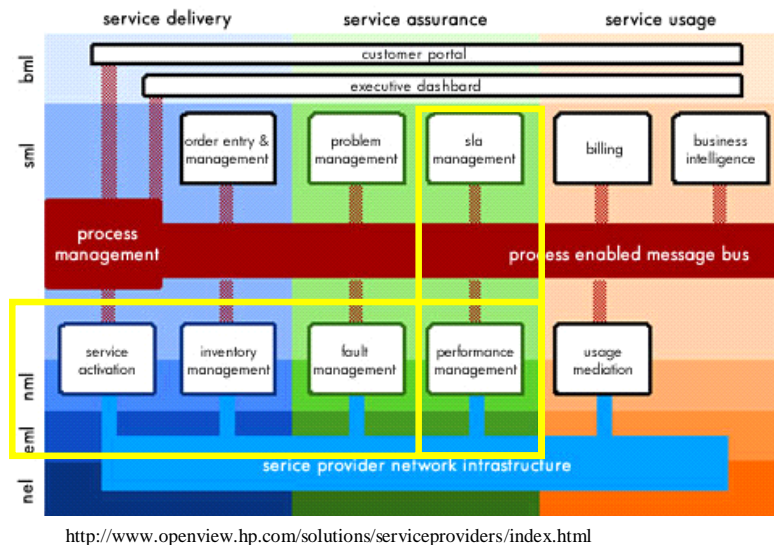 service delivery
service assurance
service usage
bml
customer portal
executive dashbard
sml
order entry &
management
problem
management
sla
management
billing
business
intelligence
process
management
process enabled message bus
nml
service
activation
inventory
management
fault
management
performance
management
usage
mediation
eml
serice provider network infrastructure
nel
http://www.openview.hp.com/solutions/serviceproviders/index.html